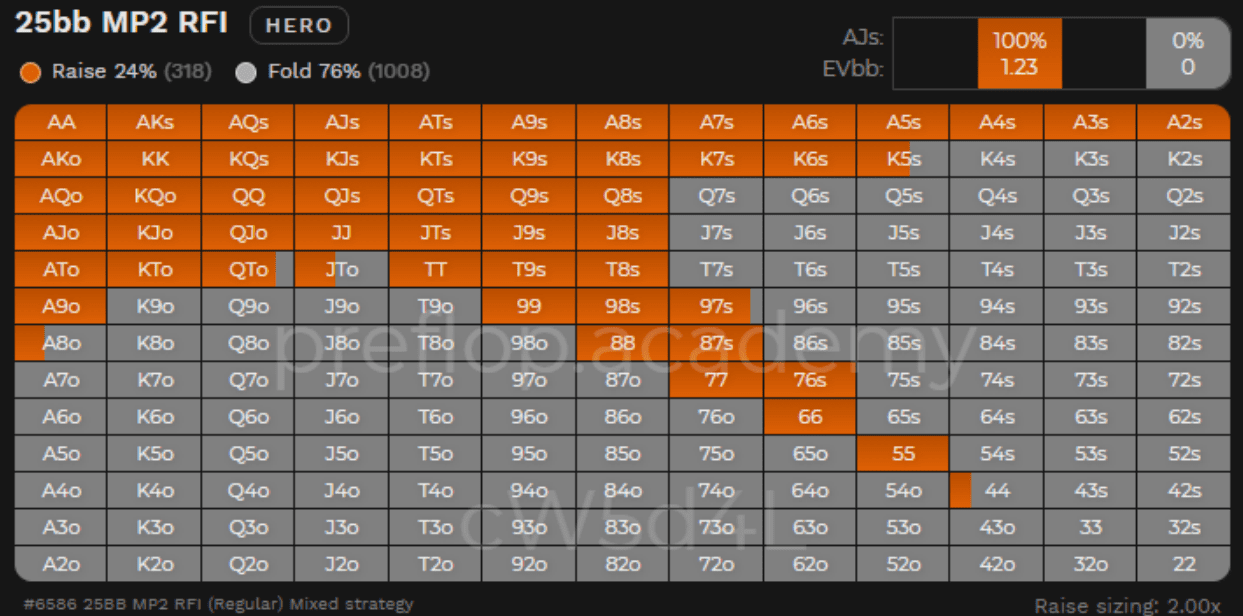 25bb MP2 RFI HERO
AJs: 100% 0%
Raise 24% (318) Fold 76% (1008)
EVbb: 1.23 0
AA AKs AQs AJs ATs A9s A8s A7s A6s A5s A4s A3s A2s
AKo KK KQs KJs KTs K9s K8s K7s K6s K5s K4s K3s K2s
AQo KQo QQ QJs QTs Q9s Q8s Q7s Q6s Q5s Q4s Q3s Q2s
AJo KJo QJo JJ JTs J9s J8s J7s J6s J5s J4s J3s J2s
ATo KTo QTo JTo TT T9s T8s T7s T6s T5s T4s T3s T2s
A9o K9o Q9o J9o T9o 99 98s 97s 96s 95s 94s 93s 92s
A8o K8o Q8o J8o T8o 98o 88 87s 86s 85s 84s 83s 82s
preflop.academy
A7o K7o Q7o J7o T7o 97o 87o 77 76s 75s 74s 73s 72s
A6o K6o Q6o J6o T6o 96o 86o 76o 66 65s 64s 63s 62s
A5o K5o Q5o J5o T5o 95o 85o 75o 65o 55 54s 53s 52s
A4o K4o Q4o J4o T4o 94o 84o 74o 64o 54o 44 43s 42s
cW5d4L
A3o K3o Q3o J3o T3o 93o 83o 73o 63o 53o 43o 33 32s
A2o K2o Q2o J2o T2o 92o 82o 72o 62o 52o 42o 32o 22
#6586 25BB MP2 RFI (Regular) Mixed strategy Raise sizing: 2.00x